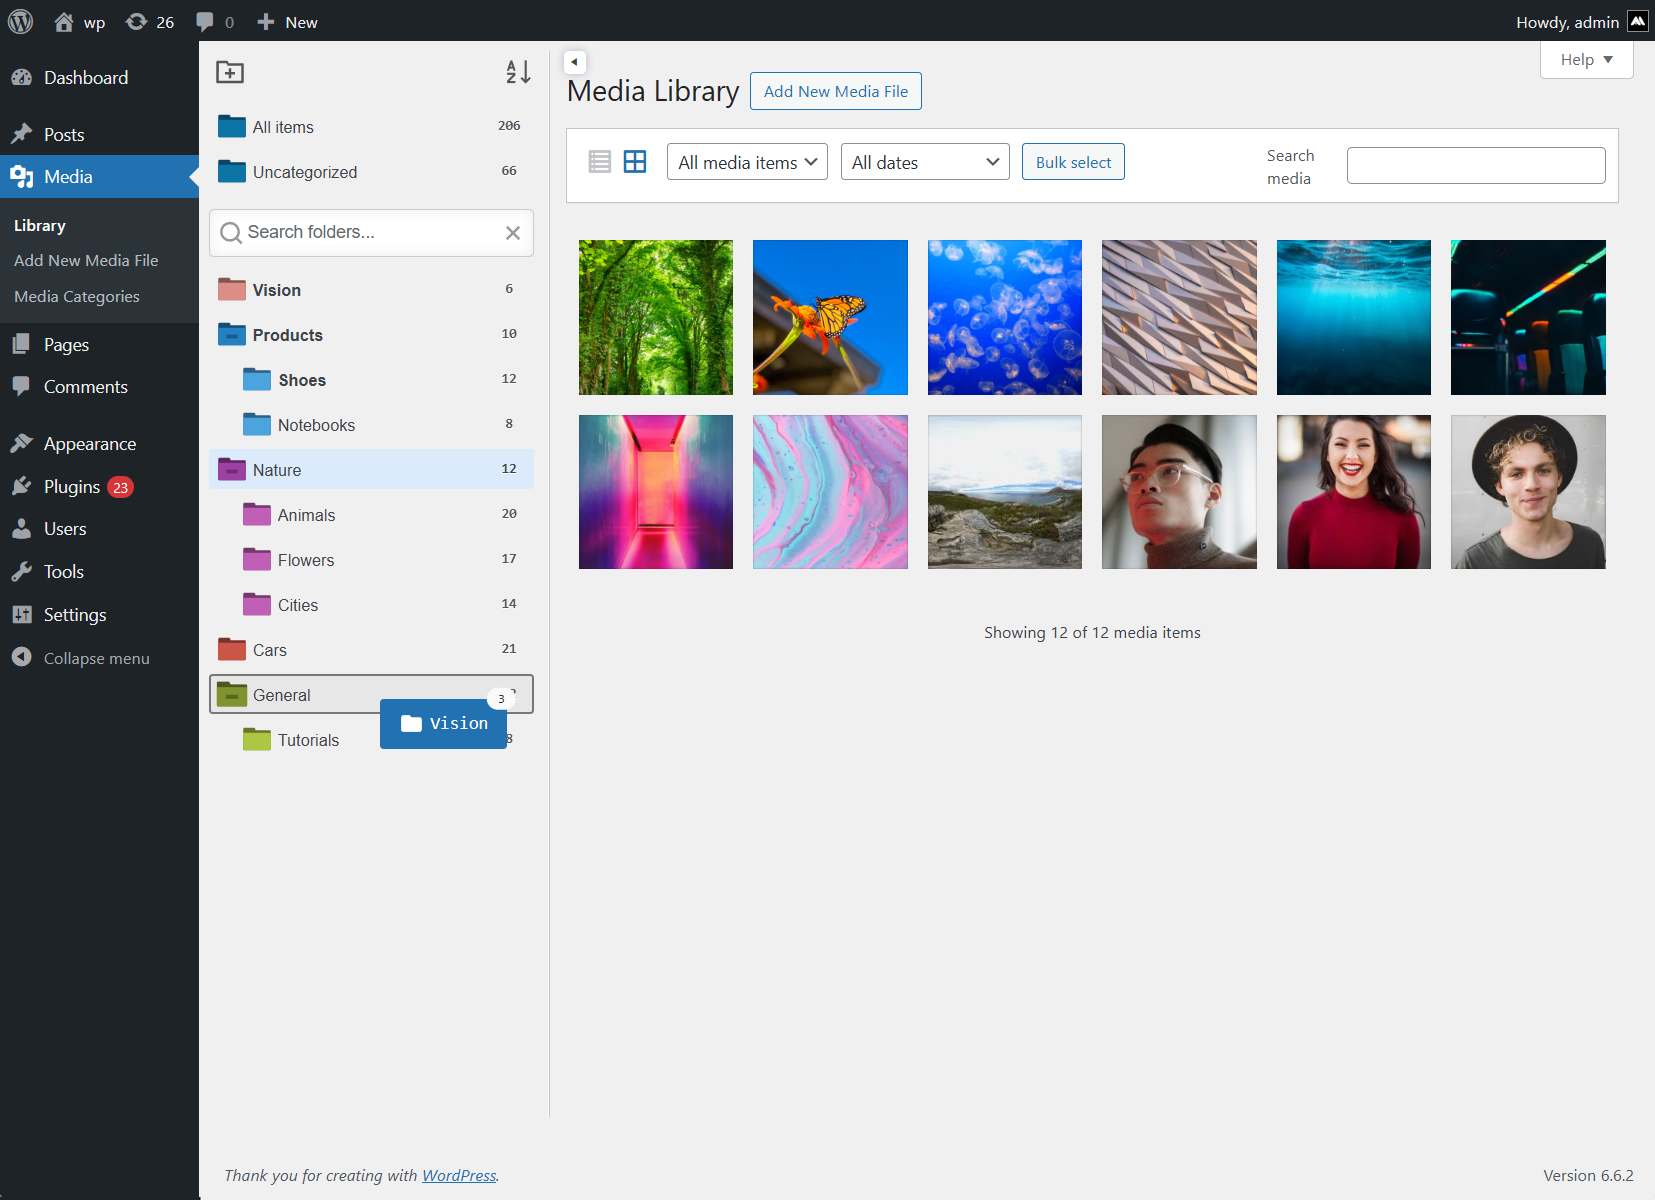 wp 26 0 New Howdy, admin
Help
Dashboard
Posts
Media
Library
Add New Media File
Media Categories
Pages
Comments
Appearance
Plugins 23
Users
Tools
Settings
Collapse menu
A
Z
All items 206
Uncategorized 66
Search folders...
Vision 6
Products 10
Shoes 12
Notebooks 8
Nature 12
Animals 20
Flowers 17
Cities 14
Cars 21
General
3
Vision
Tutorials 8
Media Library Add New Media File
All media items All dates Bulk select
Search
media
Showing 12 of 12 media items
Thank you for creating with WordPress.
Version 6.6.2